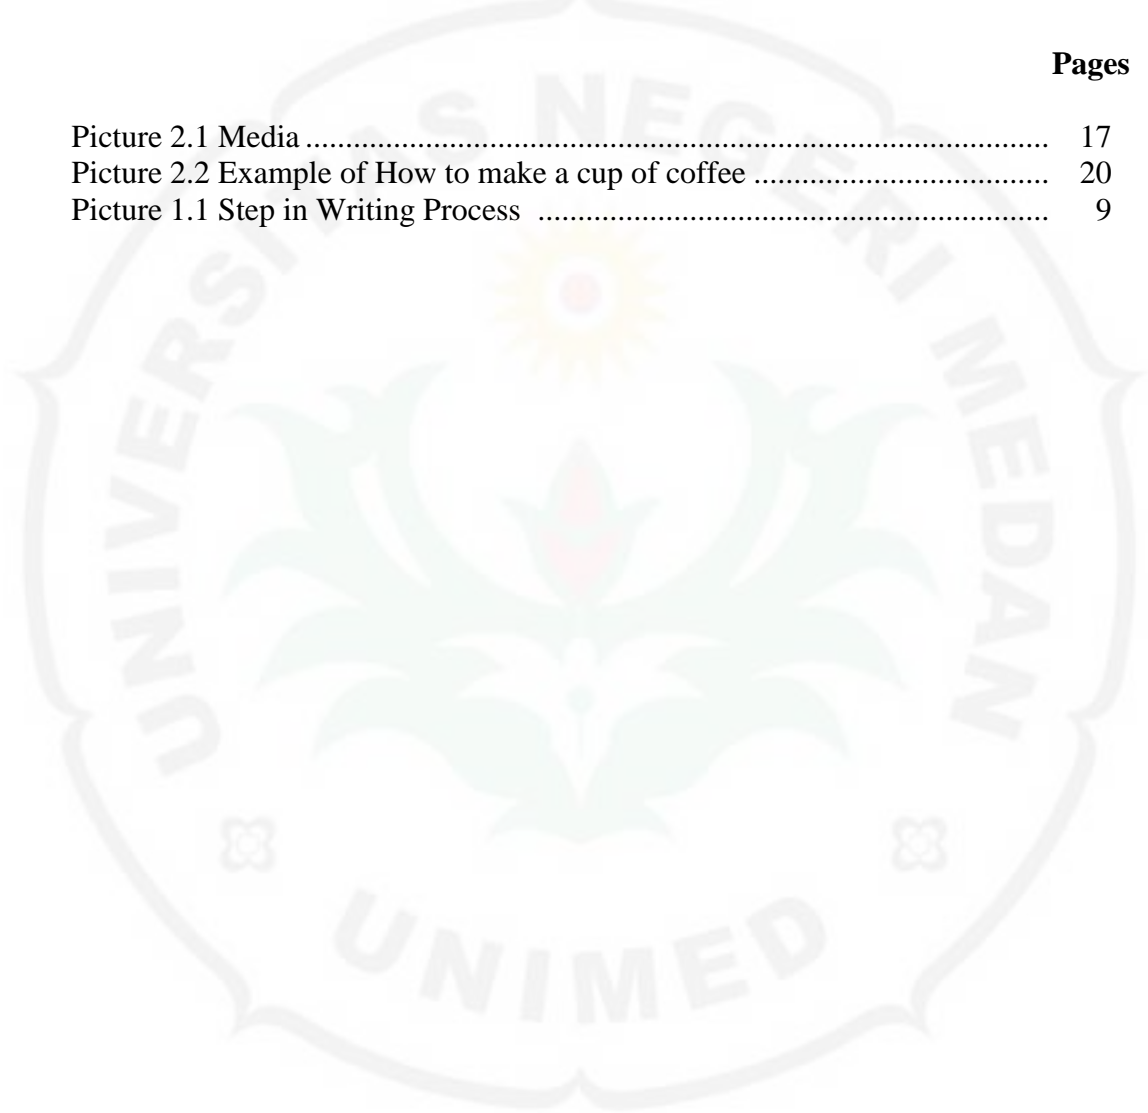 Pages
Picture 2.1 Media ............................................................................................. 17
Picture 2.2 Example of How to make a cup of coffee ..................................... 20
Picture 1.1 Step in Writing Process ................................................................ 9
UNIVERSITAS NEGERI MEDAN
UNIMED